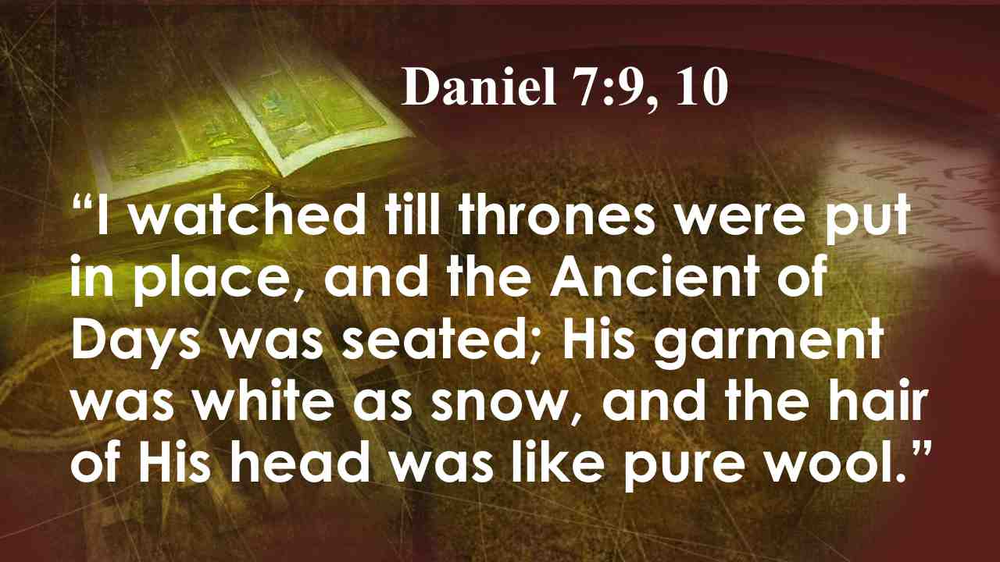 Daniel 7:9, 10
“I watched till thrones were put
in place, and the Ancient of
Days was seated; His garment
was white as snow, and the hair
of His head was like pure wool.”